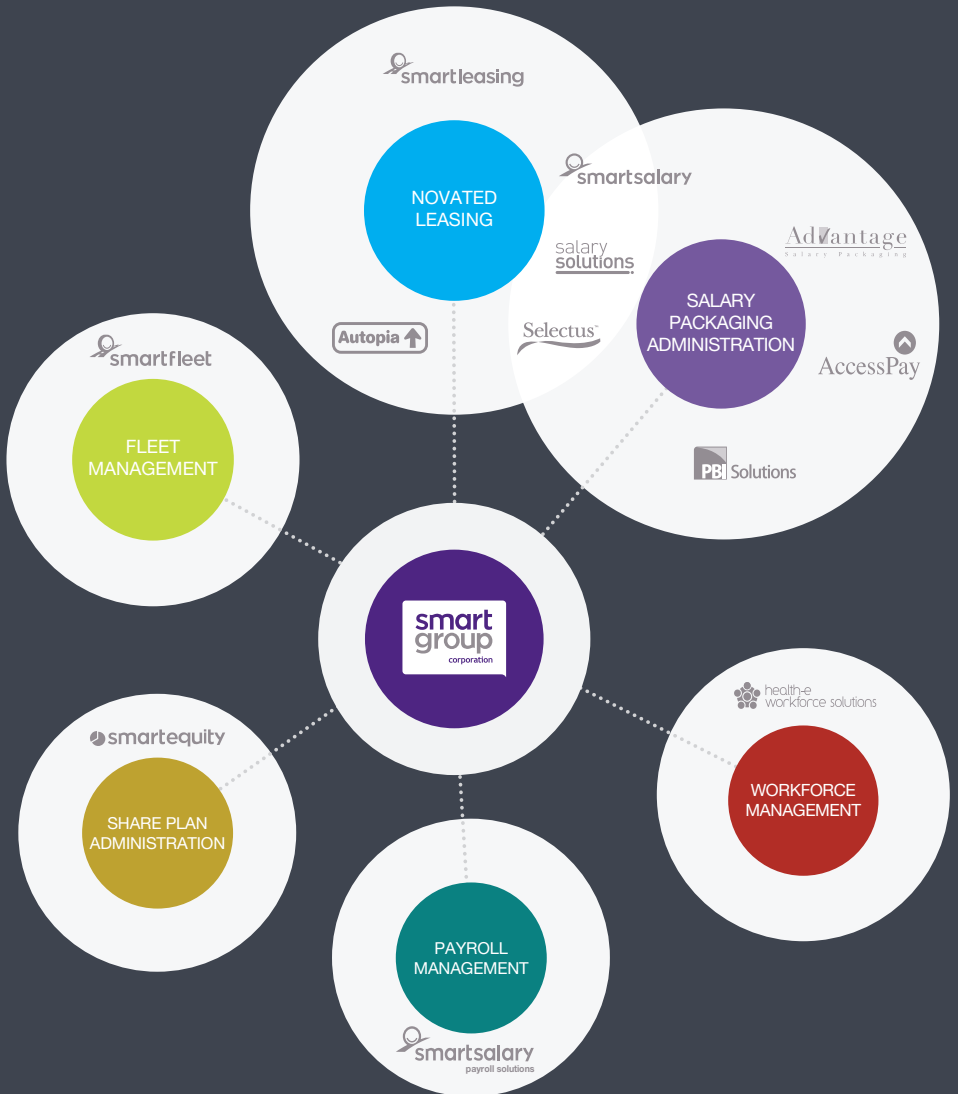 smartleasing
NOVATED
LEASING
smartsalary
salary
solutions
Selectus™
Autopia
Advantage
Salary Packaging
SALARY
PACKAGING
ADMINISTRATION
AccessPay
PBI Solutions
smartfleet
FLEET
MANAGEMENT
smart
group
corporation
health-e
workforce solutions
WORKFORCE
MANAGEMENT
smartequity
SHARE PLAN
ADMINISTRATION
PAYROLL
MANAGEMENT
smartsalary
payroll solutions